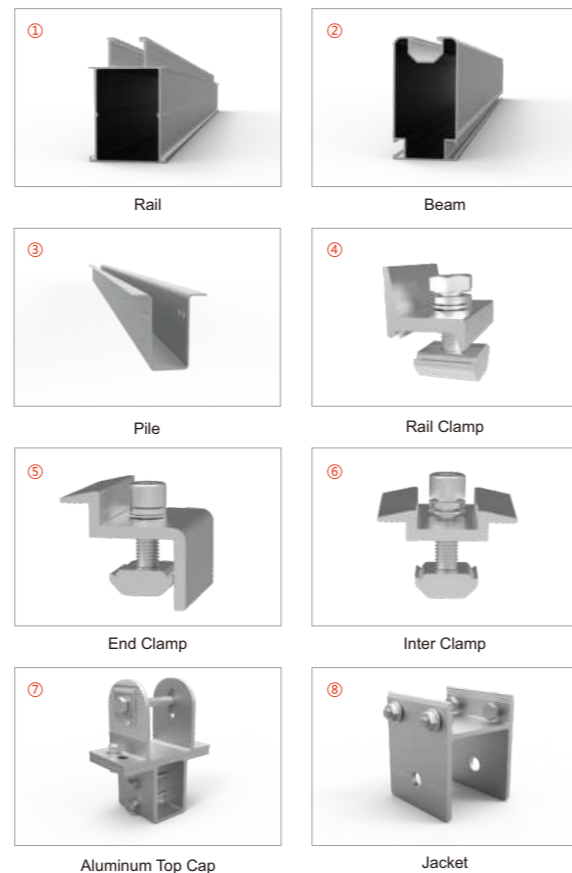 ①
②
Rail
Beam
③
④
Pile
Rail Clamp
⑤
⑥
End Clamp
Inter Clamp
⑦
⑧
Aluminum Top Cap
Jacket